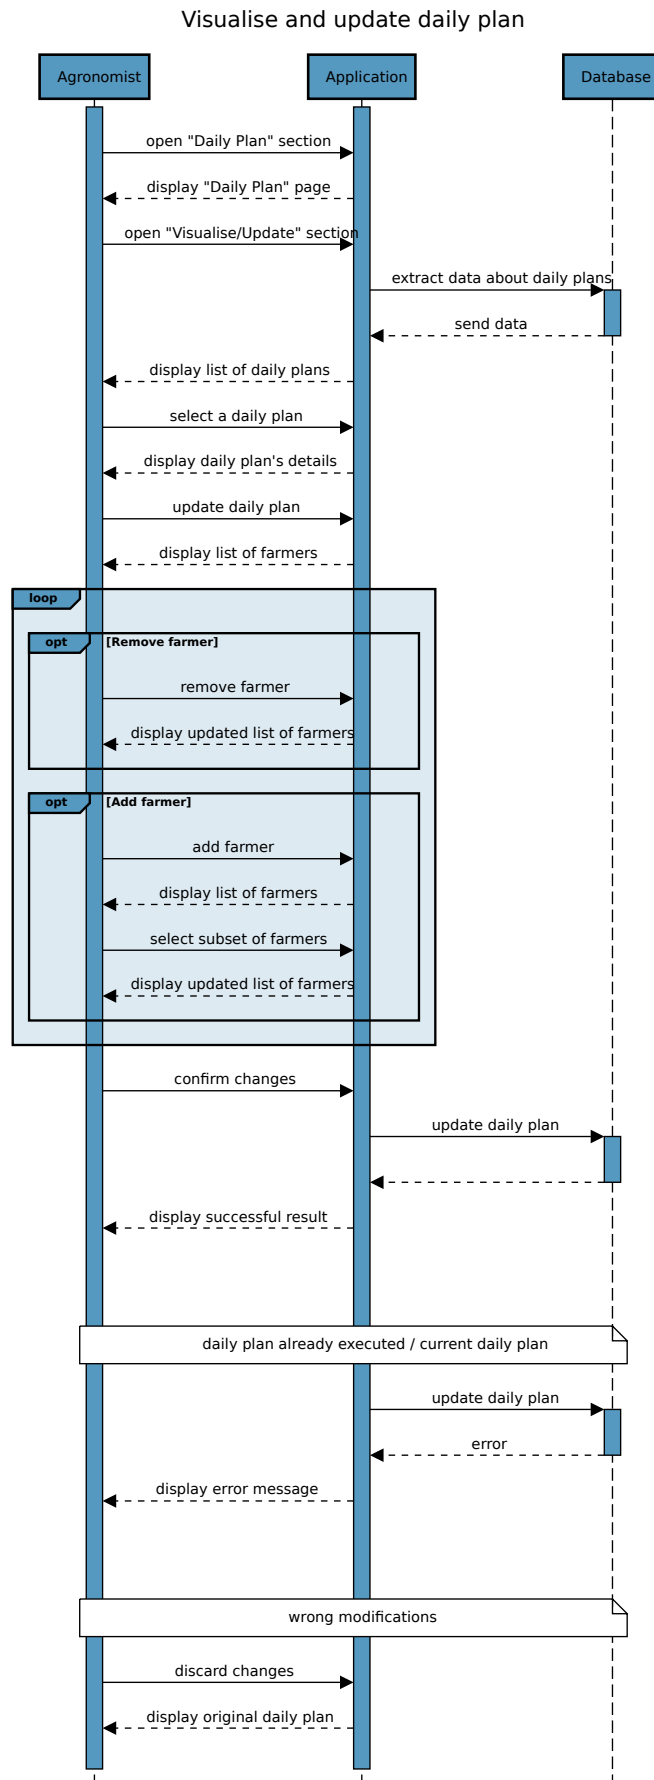 Visualise and update daily plan
Agronomist
Application
Database
open "Daily Plan" section
display "Daily Plan" page
open "Visualise/Update" section
extract data about daily plans
send data
display list of daily plans
select a daily plan
display daily plan's details
update daily plan
display list of farmers
loop
opt [Remove farmer]
remove farmer
display updated list of farmers
opt [Add farmer]
add farmer
display list of farmers
select subset of farmers
display updated list of farmers
confirm changes
update daily plan
display successful result
daily plan already executed / current daily plan
update daily plan
error
display error message
wrong modifications
discard changes
display original daily plan